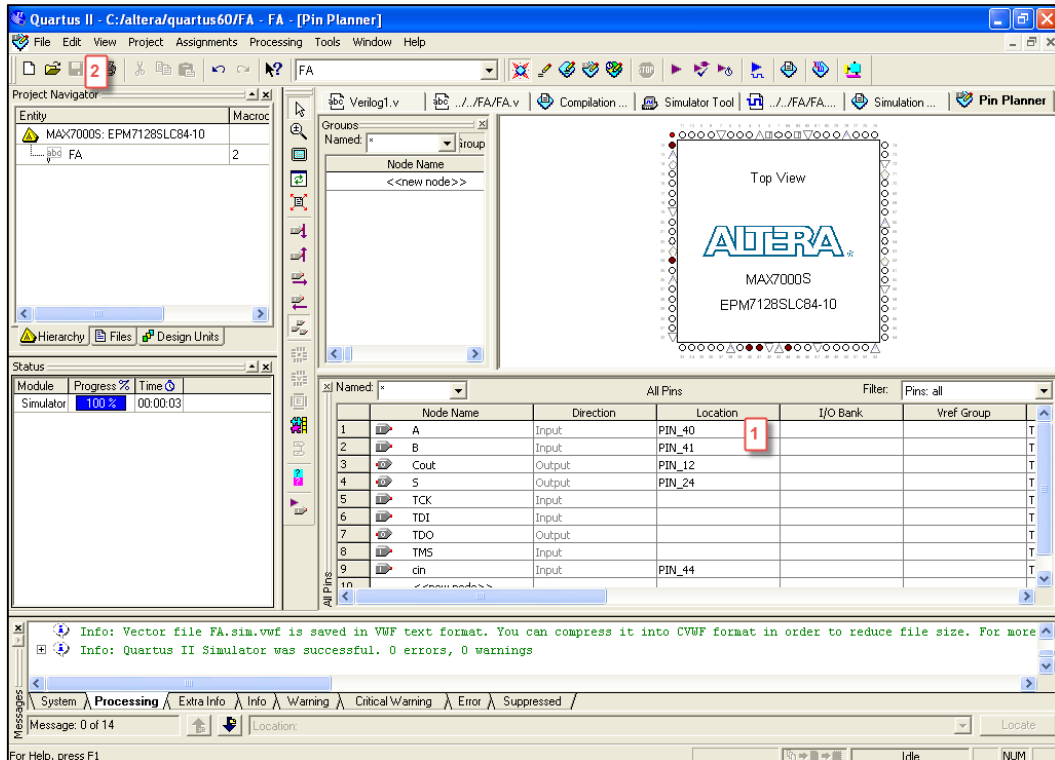 Quartus II - C:/altera/quartus60/FA - FA - [Pin Planner]
File Edit View Project Assignments Processing Tools Window Help
2
FA
Project Navigator
Entity Macroc
MAX7000S: EPM7128SLC84-10
abc FA 2
Hierarchy Files Design Units
Status
Module Progress % Time
Simulator 100 % 00:00:03
abc Verilog1.v abc ../../FA/FA.v Compilation ... Simulator Tool ../../FA/FA.... Simulation ... Pin Planner
Groups
Named: * Group
Node Name
<<new node>>
Top View
ALTERA
MAX7000S
EPM7128SLC84-10
Named: * All Pins Filter: Pins: all
Node Name Direction Location I/O Bank Vref Group
1 A Input PIN_40 T
1
2 B Input PIN_41 T
3 Cout Output PIN_12 T
4 S Output PIN_24 T
5 TCK Input T
6 TDI Input T
7 TDO Output T
8 TMS Input T
9 cin Input PIN_44 T
10 <<new node>>
All Pins
Info: Vector file FA.sim.vwf is saved in VWF text format. You can compress it into CVWF format in order to reduce file size. For more
Info: Quartus II Simulator was successful. 0 errors, 0 warnings
System Processing Extra Info Info Warning Critical Warning Error Suppressed
Messages
Message: 0 of 14 Location: Locate
For Help, press F1 Idle NUM